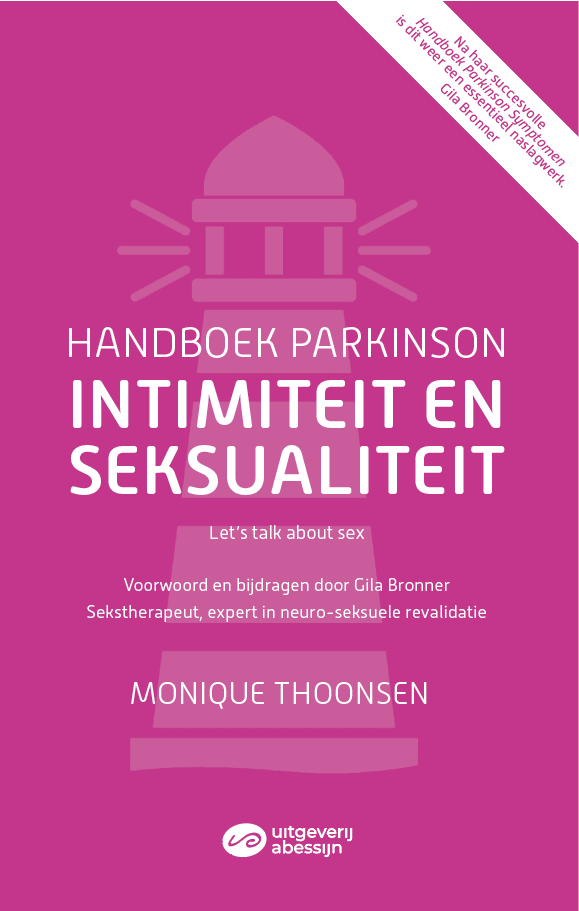 Na haar succesvolle
Handboek Parkinson Symptomen
is dit weer een essentieel naslagwerk.
Gila Bronner
HANDBOEK PARKINSON
INTIMITEIT EN
SEKSUALITEIT
Let's talk about sex
Voorwoord en bijdragen door Gila Bronner
Sekstherapeut, expert in neuro-seksuele revalidatie
MONIQUE THOONSEN
uitgeverij
abessijn